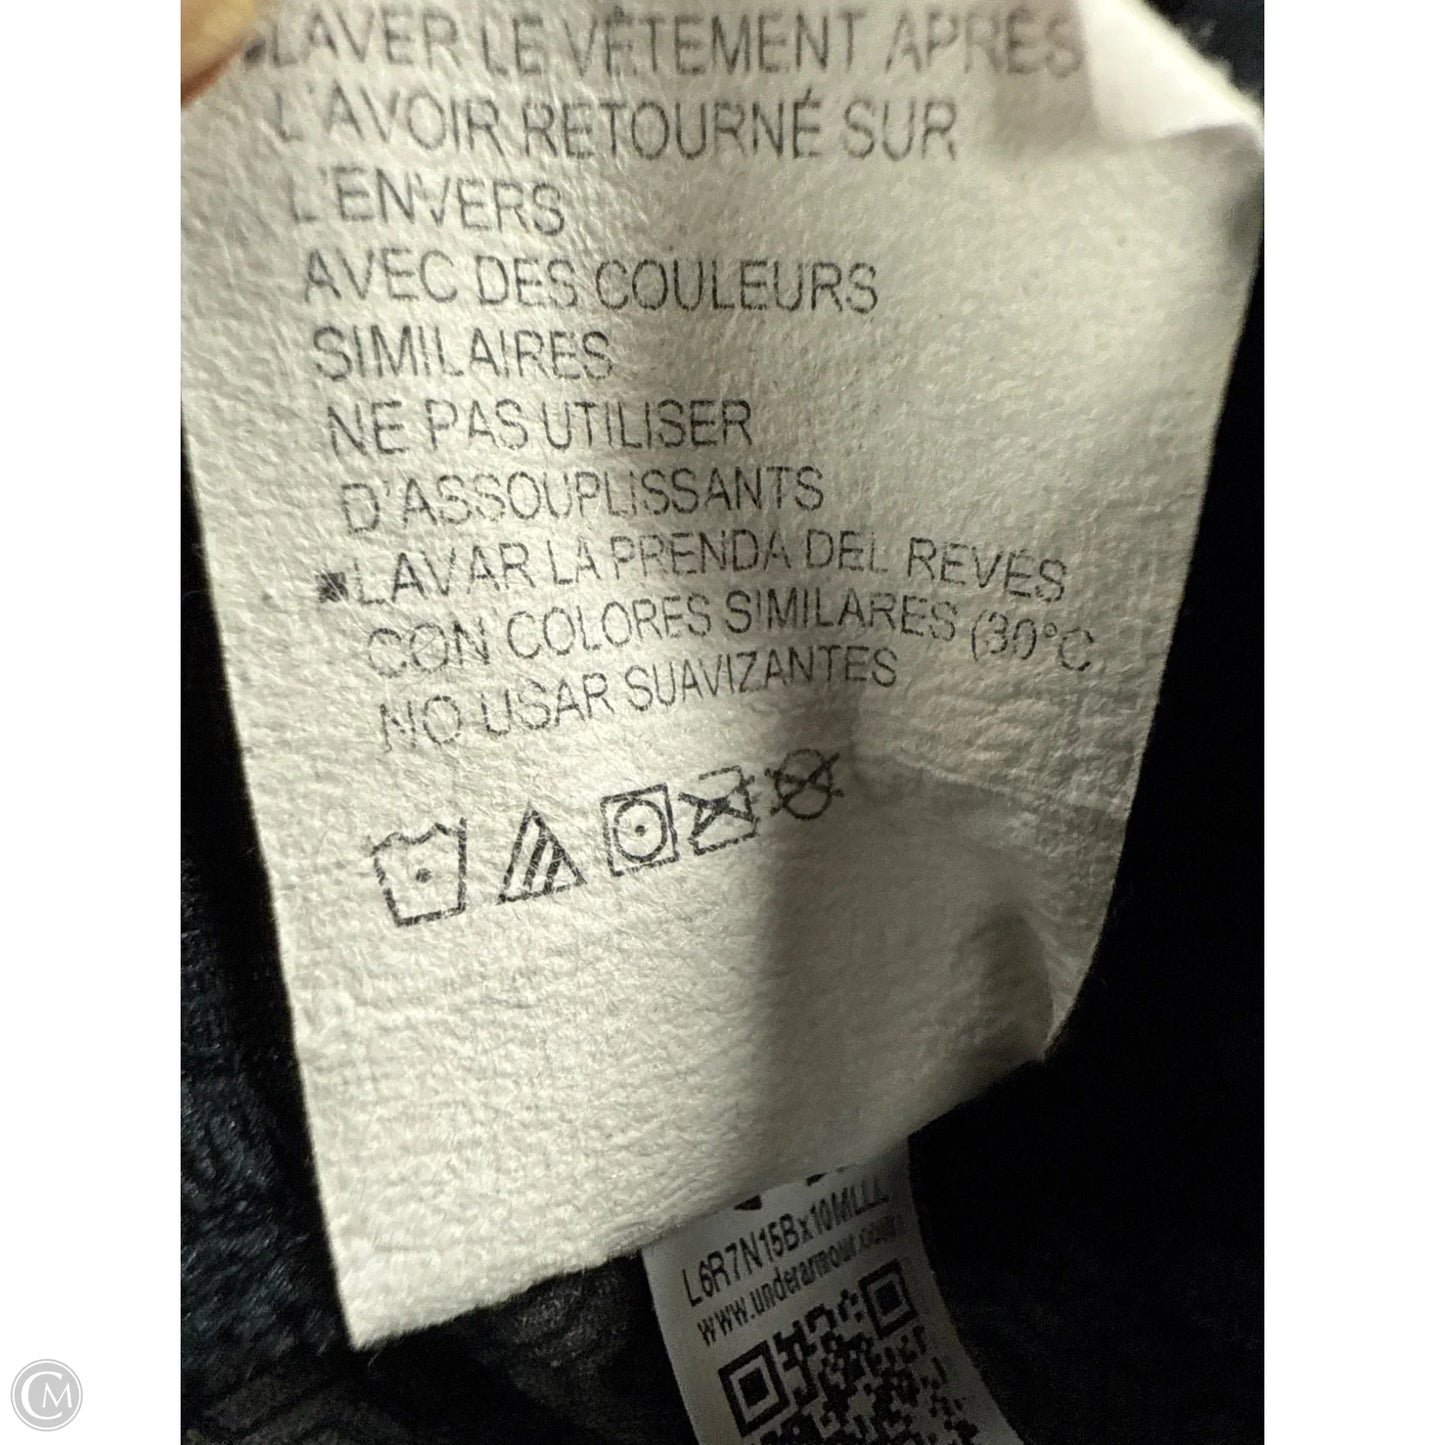 LAVER LE VÊTEMENT APRÈS
L'AVOIR RETOURNÉ SUR
L'ENVERS
AVEC DES COULEURS
SIMILAIRES
NE PAS UTILISER
D'ASSOUPLISSANTS
LAVAR LA PRENDA DEL REVÉS
CON COLORES SIMILARES (30°C
NO USAR SUAVIZANTES
L6R7N15Bx10MLLL
www.underarmour.com
CM